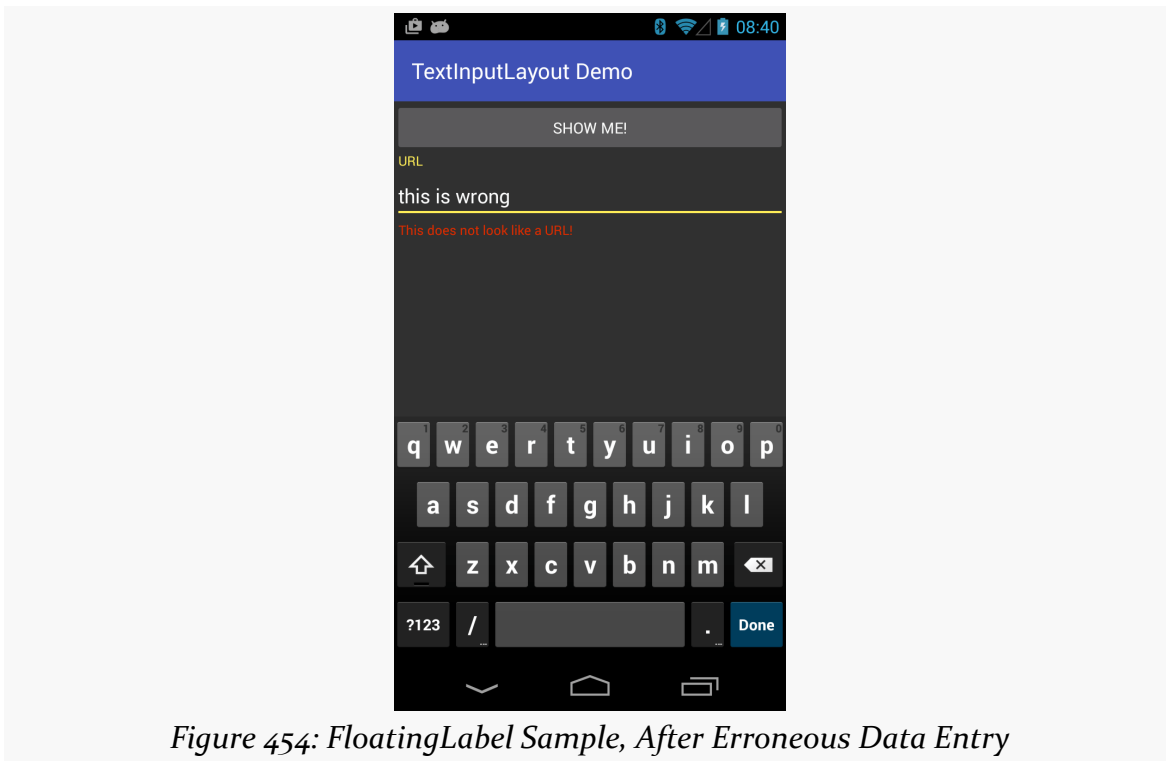 08:40
TextInputLayout Demo
SHOW ME!
URL
this is wrong
This does not look like a URL!
1 2 3 4 5 6 7 8 9 0
q w e r t y u i o p
a s d f g h j k l
z x c v b n m
?123 / . Done
Figure 454: FloatingLabel Sample, After Erroneous Data Entry